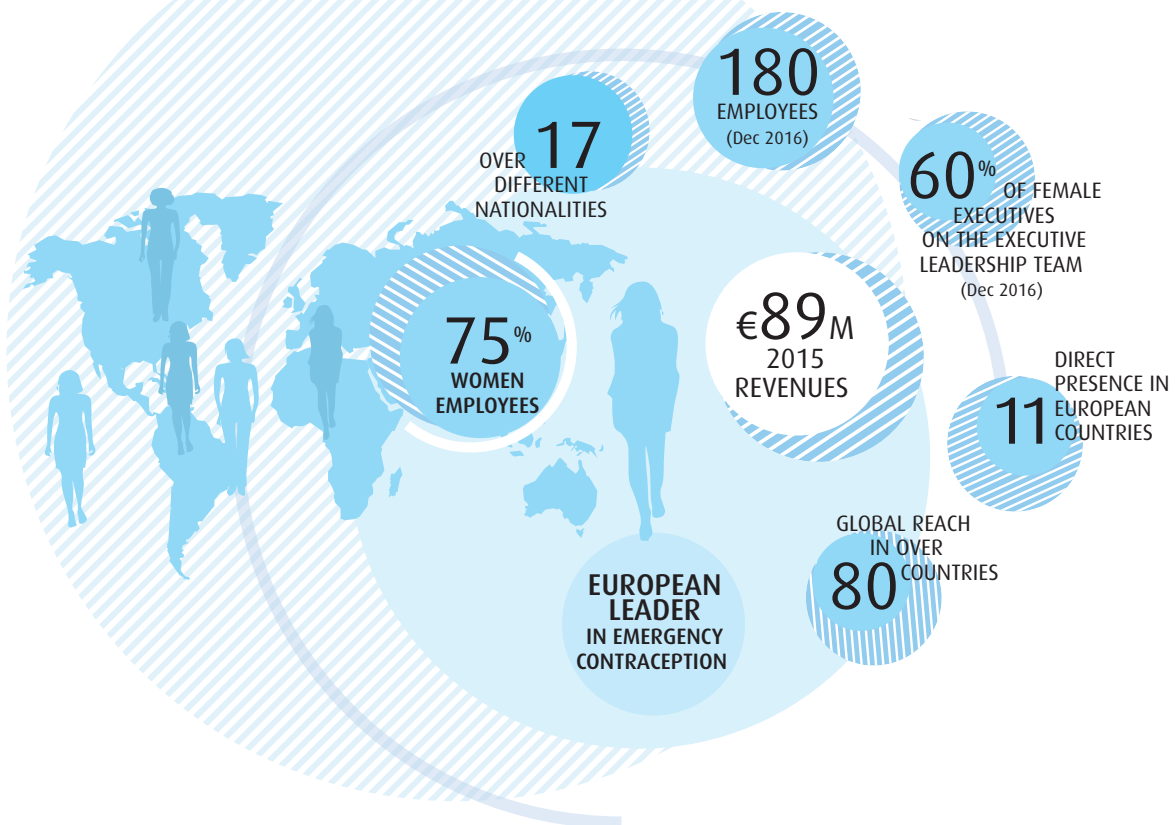 180
EMPLOYEES
(Dec 2016)
OVER 17
DIFFERENT
NATIONALITIES
60% OF FEMALE
EXECUTIVES
ON THE EXECUTIVE
LEADERSHIP TEAM
(Dec 2016)
75%
WOMEN
EMPLOYEES
€89M
2015
REVENUES
DIRECT
PRESENCE IN
11 EUROPEAN
COUNTRIES
GLOBAL REACH
IN OVER
80 COUNTRIES
EUROPEAN
LEADER
IN EMERGENCY
CONTRACEPTION